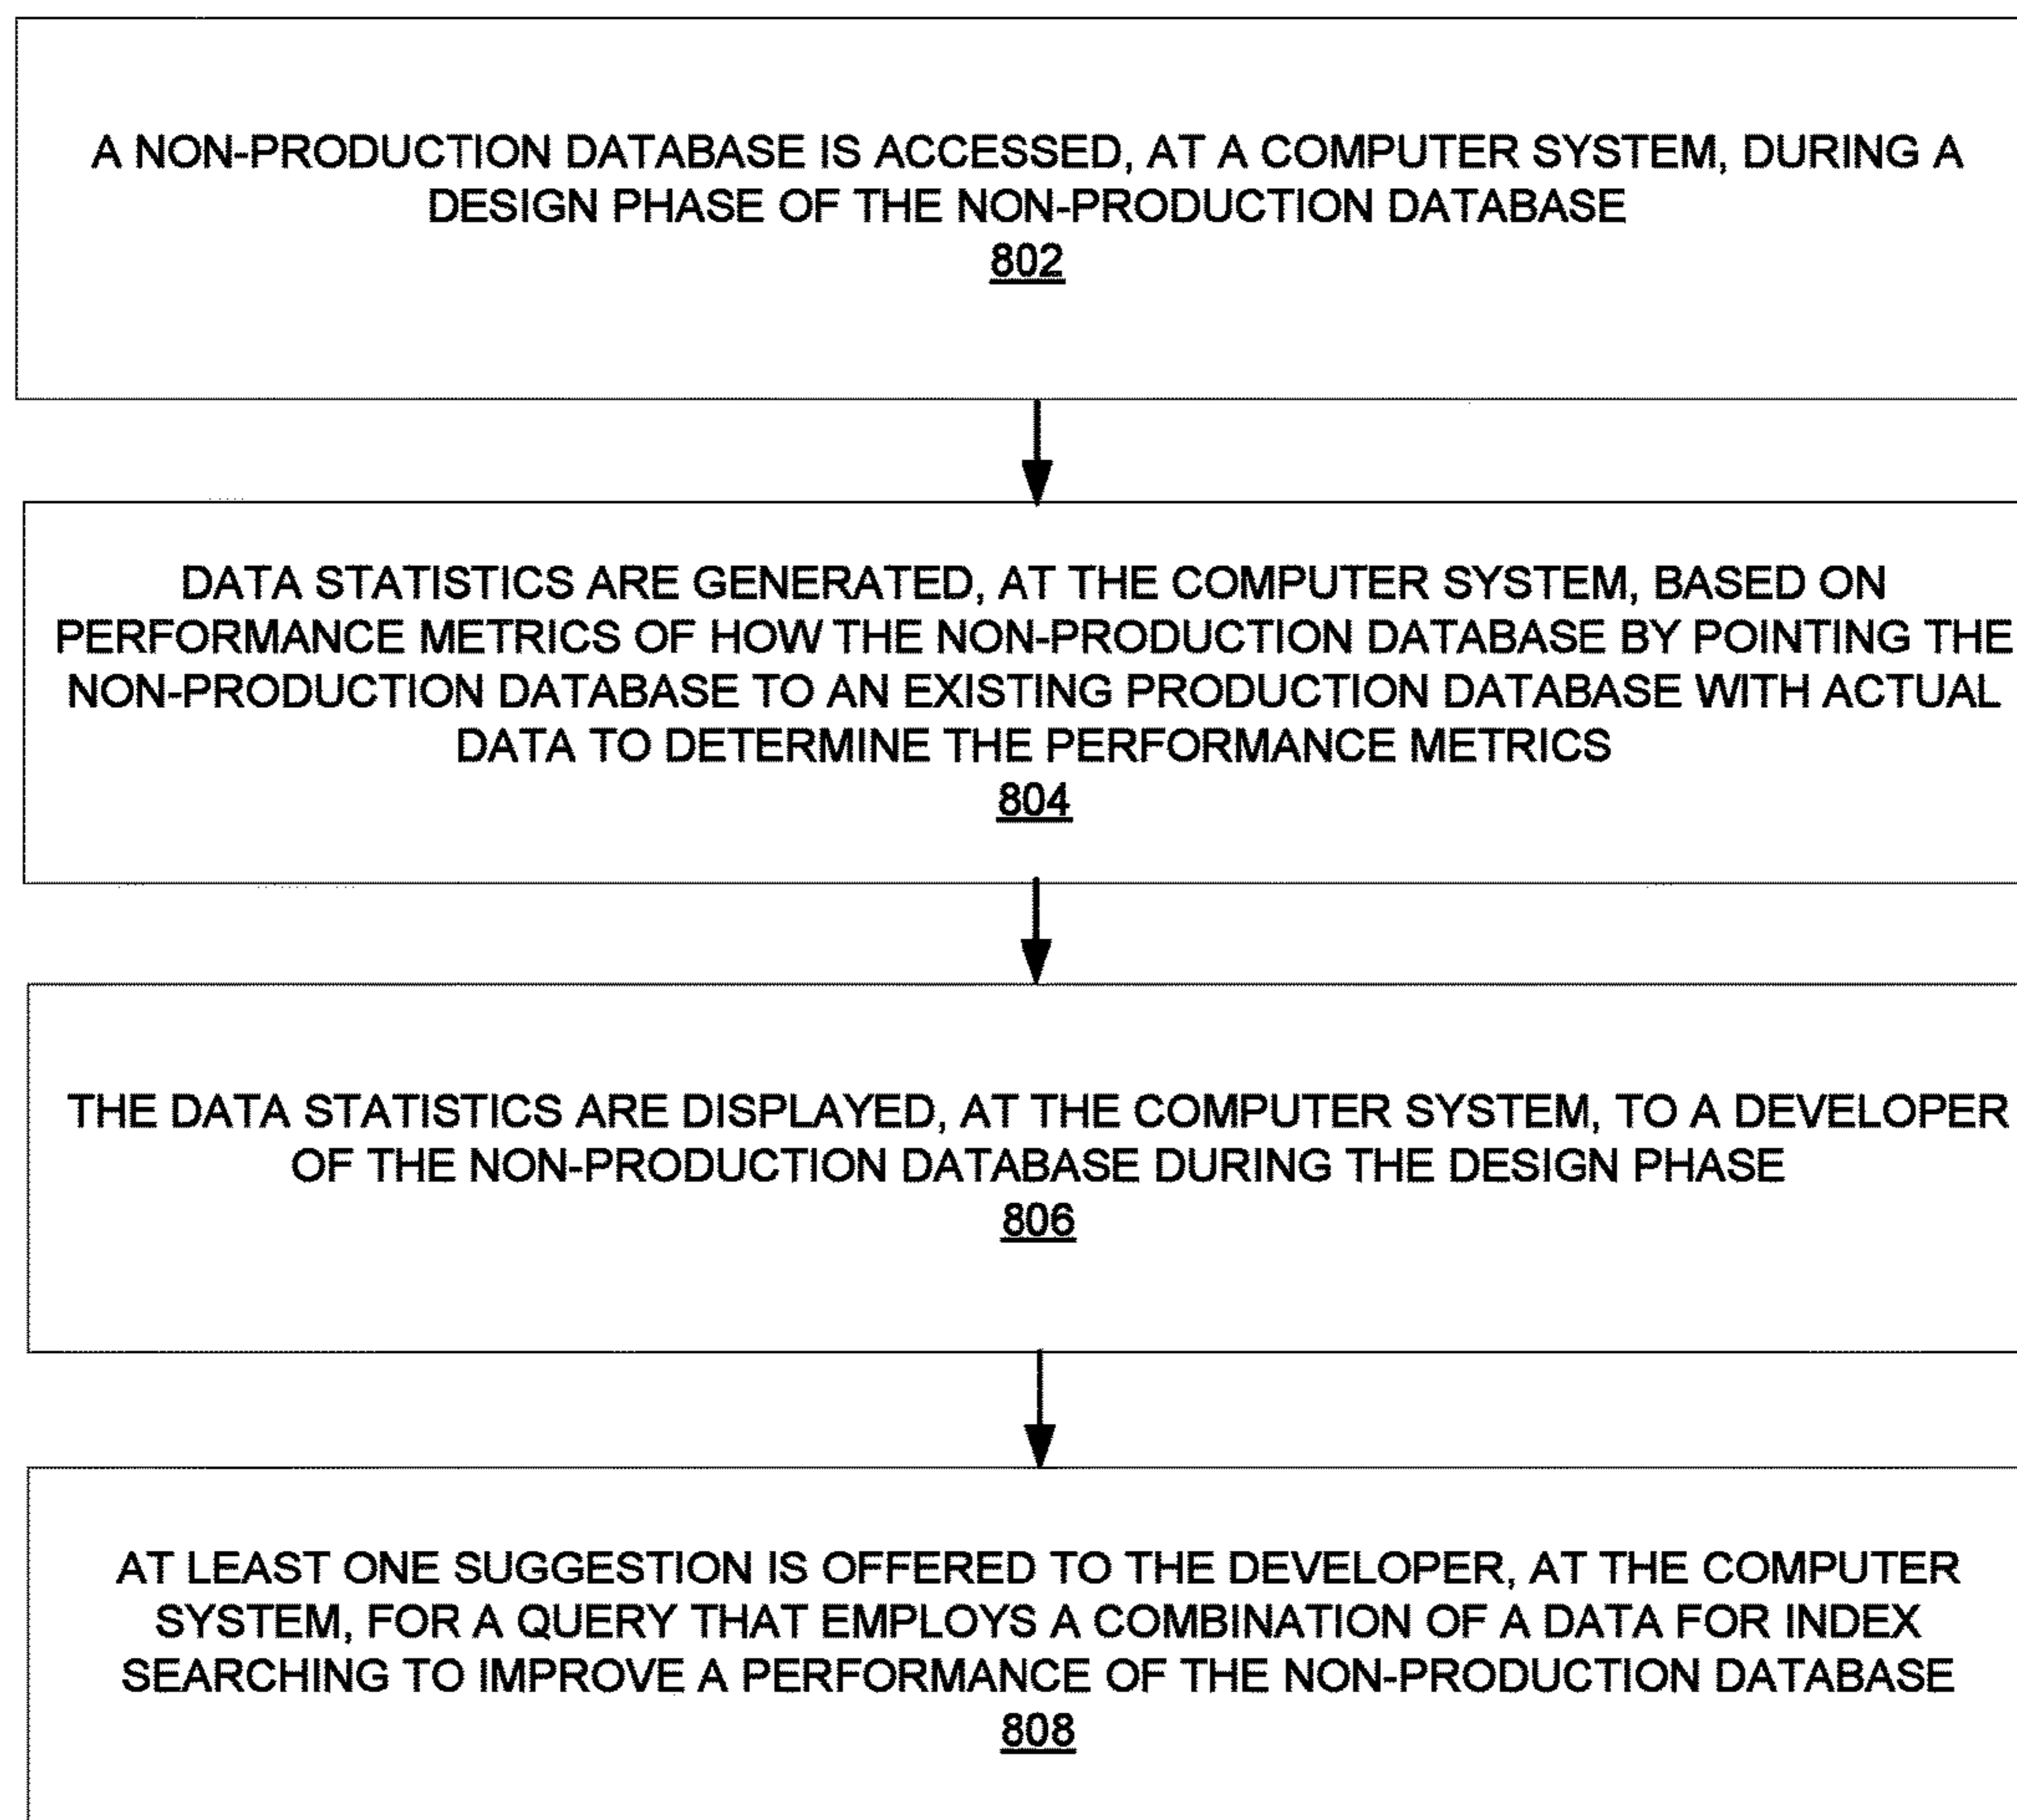 A NON-PRODUCTION DATABASE IS ACCESSED, AT A COMPUTER SYSTEM, DURING A
DESIGN PHASE OF THE NON-PRODUCTION DATABASE
802
DATA STATISTICS ARE GENERATED, AT THE COMPUTER SYSTEM, BASED ON
PERFORMANCE METRICS OF HOW THE NON-PRODUCTION DATABASE BY POINTING THE
NON-PRODUCTION DATABASE TO AN EXISTING PRODUCTION DATABASE WITH ACTUAL
DATA TO DETERMINE THE PERFORMANCE METRICS
804
THE DATA STATISTICS ARE DISPLAYED, AT THE COMPUTER SYSTEM, TO A DEVELOPER
OF THE NON-PRODUCTION DATABASE DURING THE DESIGN PHASE
806
AT LEAST ONE SUGGESTION IS OFFERED TO THE DEVELOPER, AT THE COMPUTER
SYSTEM, FOR A QUERY THAT EMPLOYS A COMBINATION OF A DATA FOR INDEX
SEARCHING TO IMPROVE A PERFORMANCE OF THE NON-PRODUCTION DATABASE
808